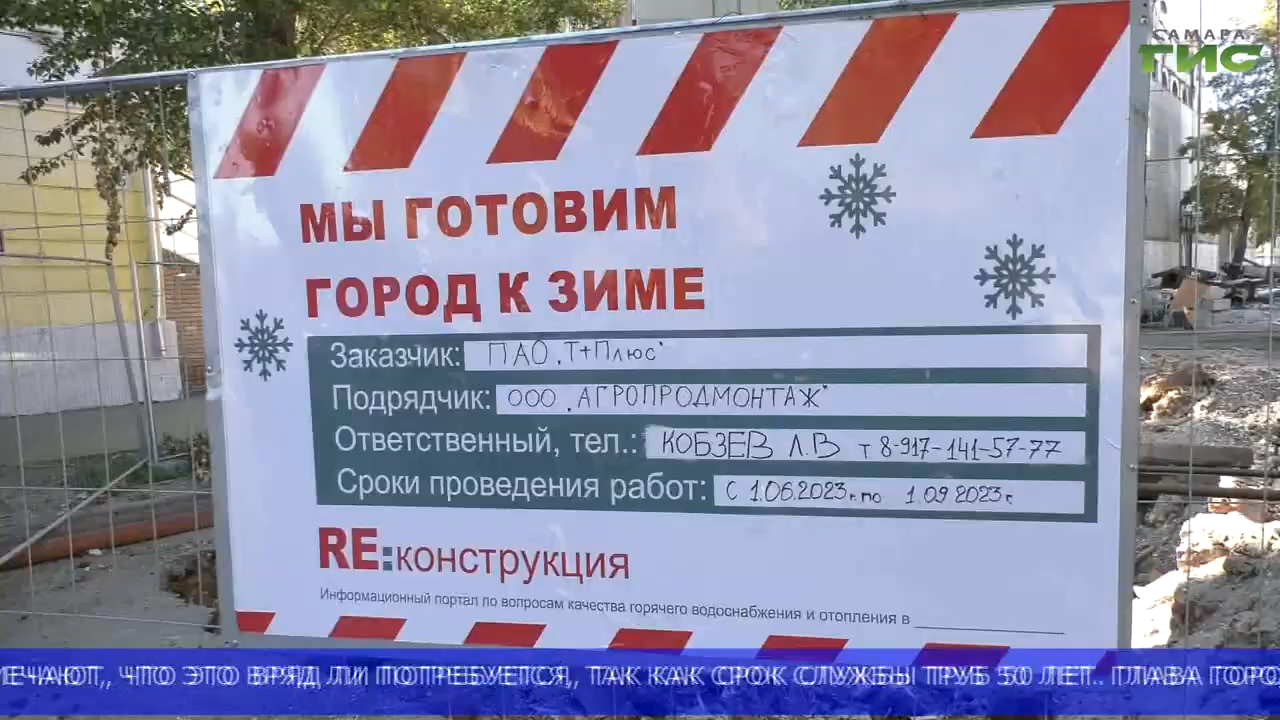 САМАРА
ТИС
МЫ ГОТОВИМ
ГОРОД К ЗИМЕ
Заказчик: ПАО "Т+Плюс"
Подрядчик: ООО "АГРОПРОДМОНТАЖ"
Ответственный, тел.: КОБЗЕВ Л.В т 8-917-141-57-77
Сроки проведения работ: С 1.06.2023г. по 1.09 2023г.
RE:конструкция
Информационный портал по вопросам качества горячего водоснабжения и отопления в
МЕЧАЮТ, ЧТО ЭТО ВРЯД ЛИ ПОТРЕБУЕТСЯ, ТАК КАК СРОК СЛУЖБЫ ТРУБ 50 ЛЕТ. ГЛАВА ГОРО